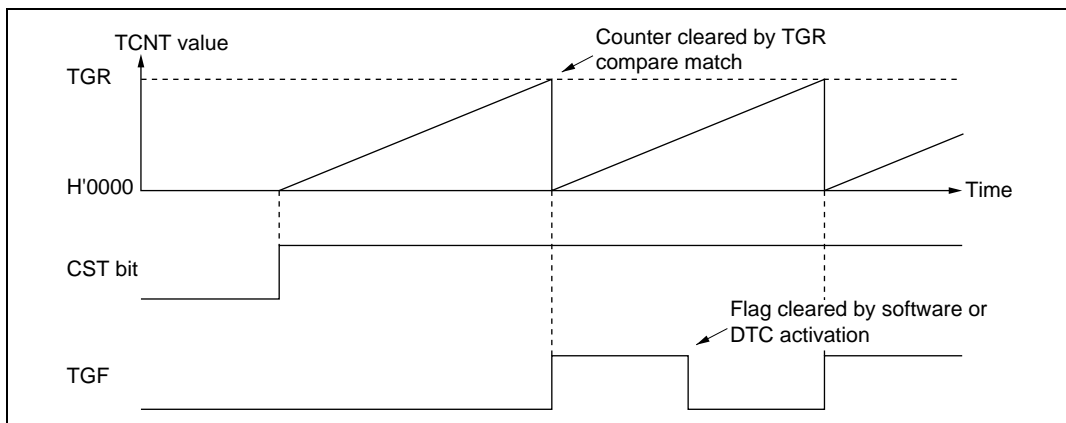 TCNT value
Counter cleared by TGR
compare match
TGR
H'0000
Time
CST bit
Flag cleared by software or
DTC activation
TGF